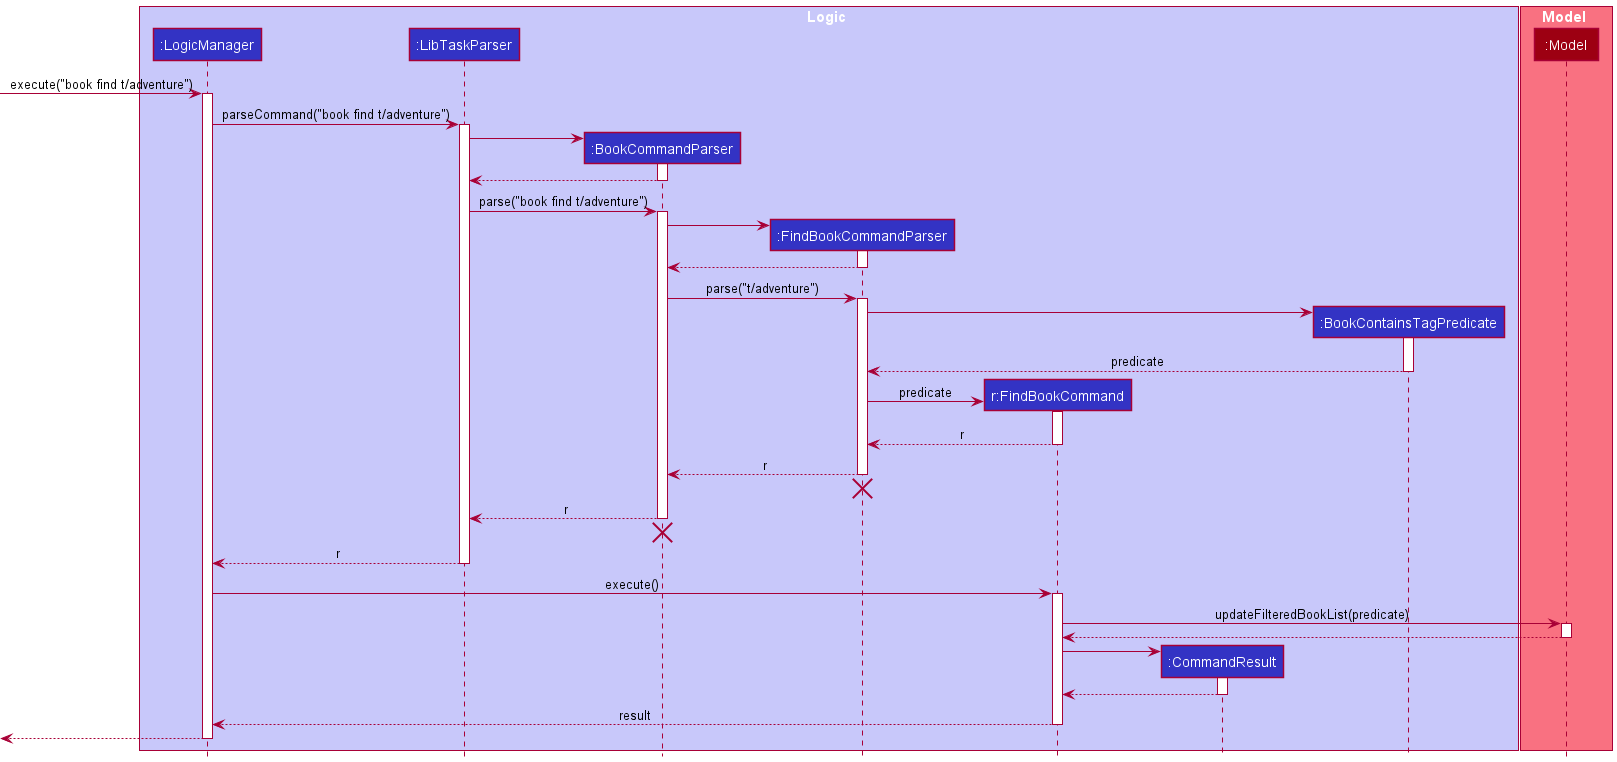 Logic
Model
:LogicManager
:LibTaskParser
:Model
execute("book find t/adventure")
parseCommand("book find t/adventure")
:BookCommandParser
parse("book find t/adventure")
:FindBookCommandParser
parse("t/adventure")
:BookContainsTagPredicate
predicate
predicate
r:FindBookCommand
r
r
r
r
execute()
updateFilteredBookList(predicate)
:CommandResult
result